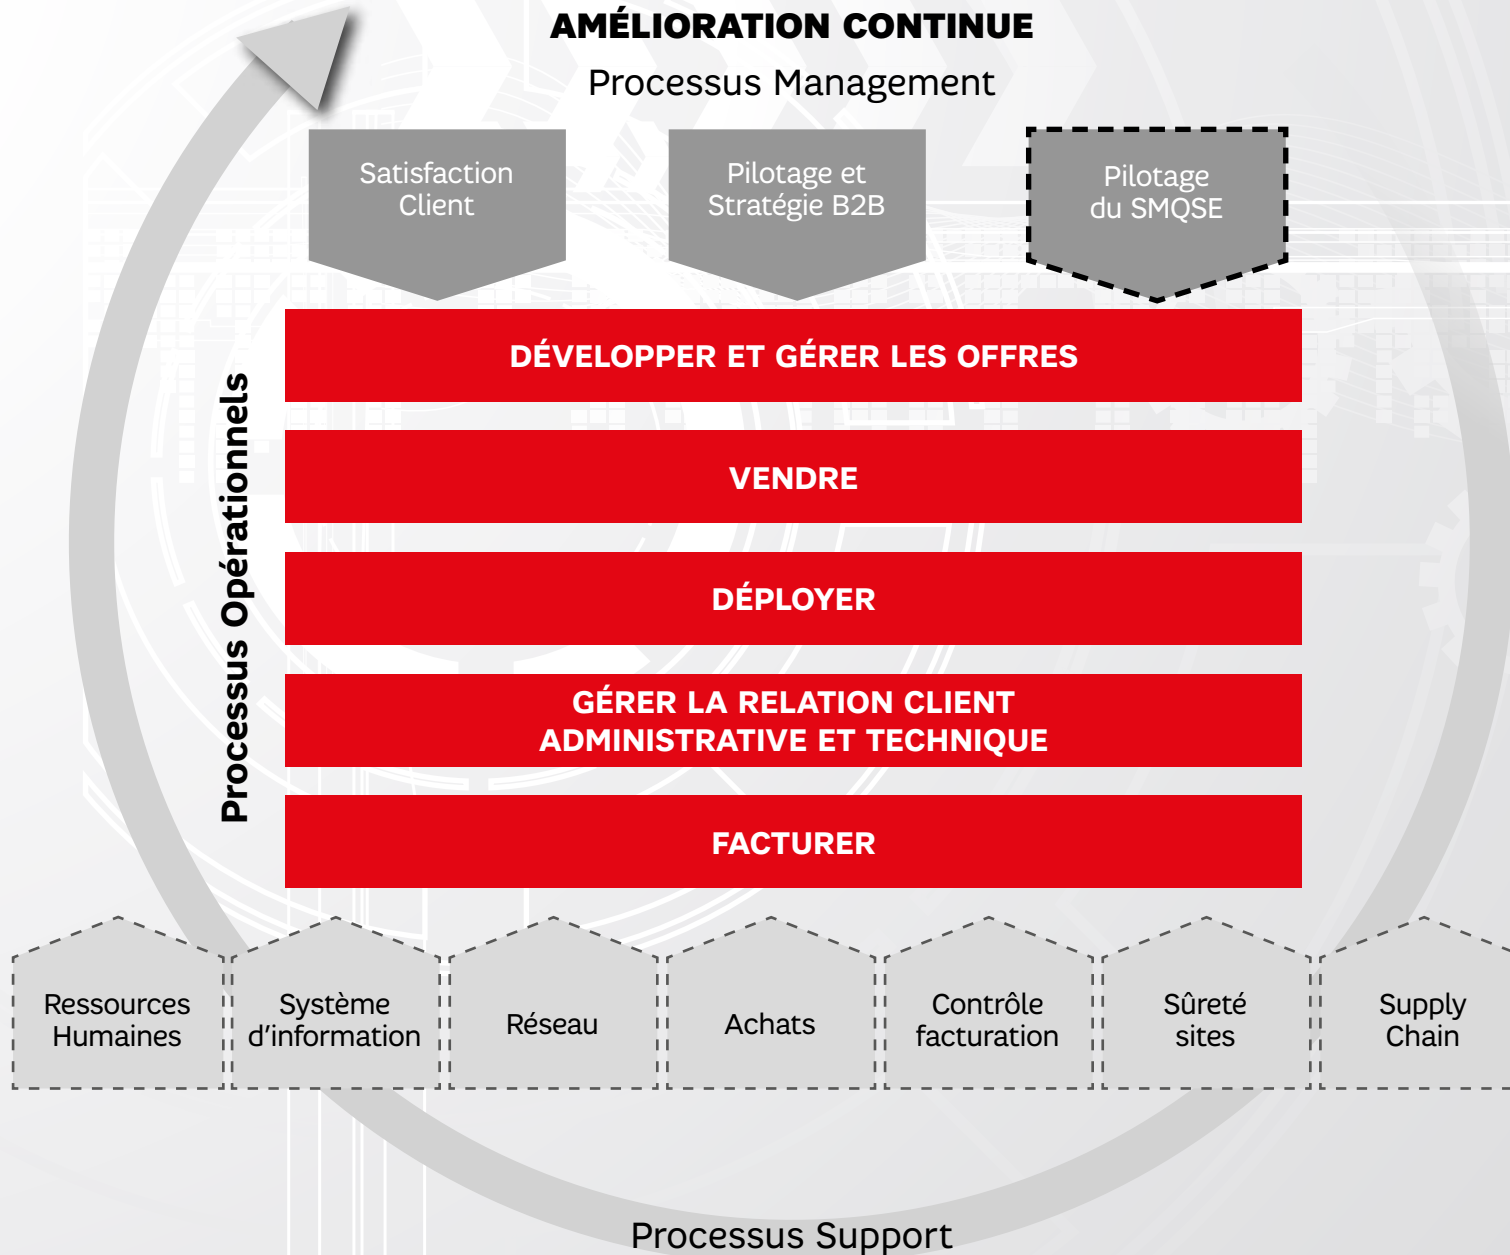 AMÉLIORATION CONTINUE
Processus Management
Satisfaction
Client
Pilotage et
Stratégie B2B
Pilotage
du SMQSE
Processus Opérationnels
DÉVELOPPER ET GÉRER LES OFFRES
VENDRE
DÉPLOYER
GÉRER LA RELATION CLIENT
ADMINISTRATIVE ET TECHNIQUE
FACTURER
Ressources
Humaines
Système
d'information
Réseau
Achats
Contrôle
facturation
Sûreté
sites
Supply
Chain
Processus Support